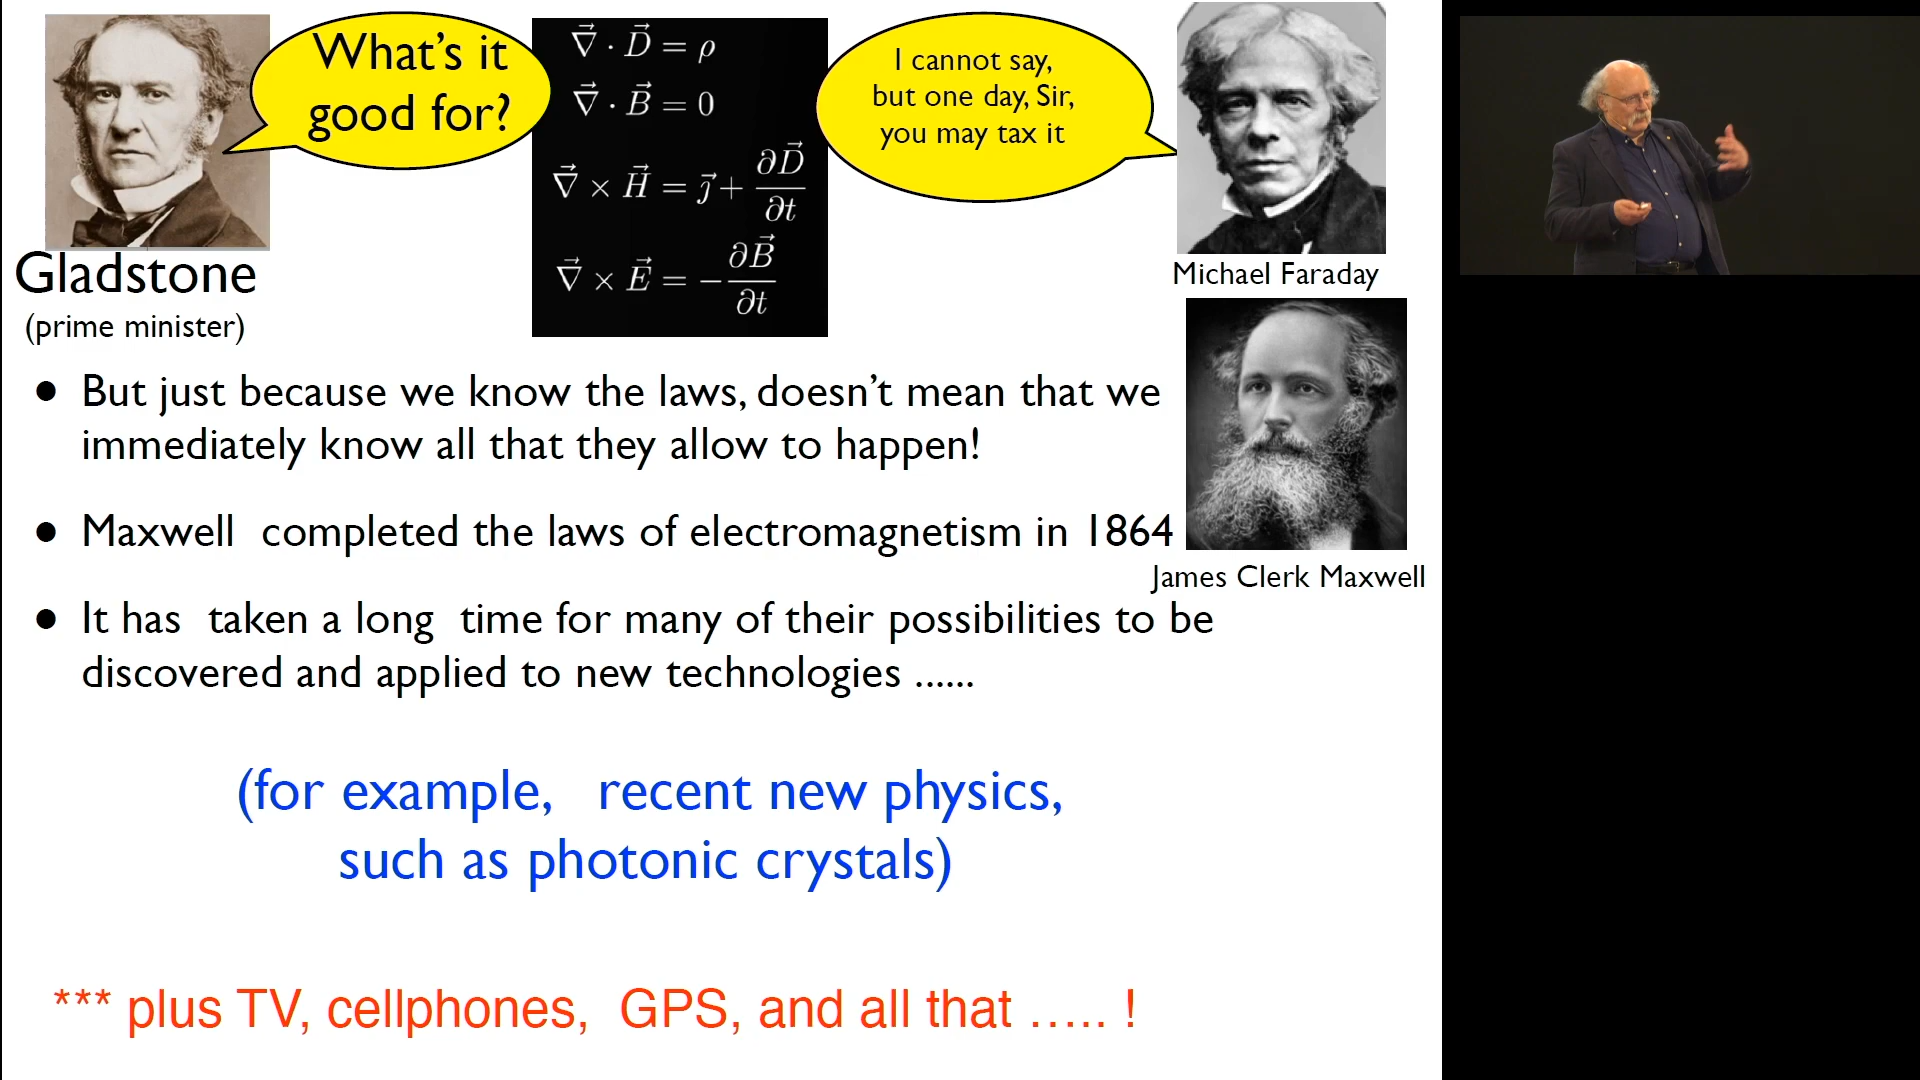 What's it
good for?
∇⃗ · D⃗ = ρ
∇⃗ · B⃗ = 0
∇⃗ × H⃗ = ȷ⃗ + ∂D⃗/∂t
∇⃗ × E⃗ = −∂B⃗/∂t
I cannot say,
but one day, Sir,
you may tax it
Gladstone
(prime minister)
Michael Faraday
• But just because we know the laws, doesn't mean that we
immediately know all that they allow to happen!
• Maxwell completed the laws of electromagnetism in 1864
James Clerk Maxwell
• It has taken a long time for many of their possibilities to be
discovered and applied to new technologies ......
(for example, recent new physics,
such as photonic crystals)
*** plus TV, cellphones, GPS, and all that ….. !